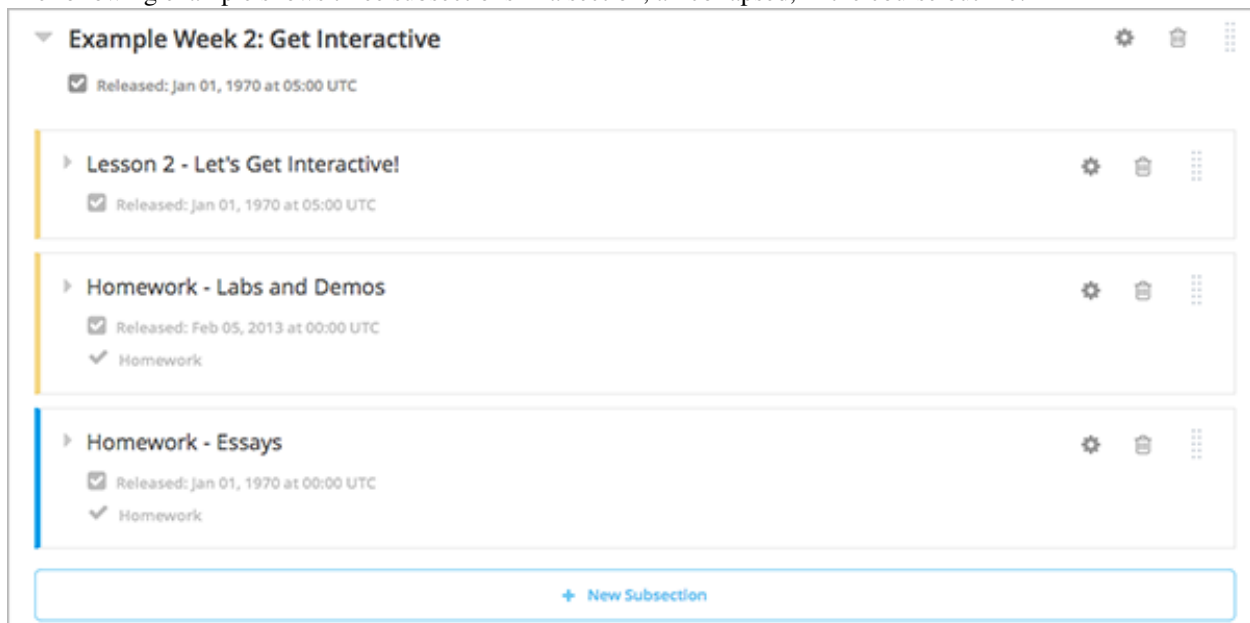 Example Week 2: Get Interactive
Released: Jan 01, 1970 at 05:00 UTC
Lesson 2 - Let's Get Interactive!
Released: Jan 01, 1970 at 05:00 UTC
Homework - Labs and Demos
Released: Feb 05, 2013 at 00:00 UTC
Homework
Homework - Essays
Released: Jan 01, 1970 at 00:00 UTC
Homework
+ New Subsection